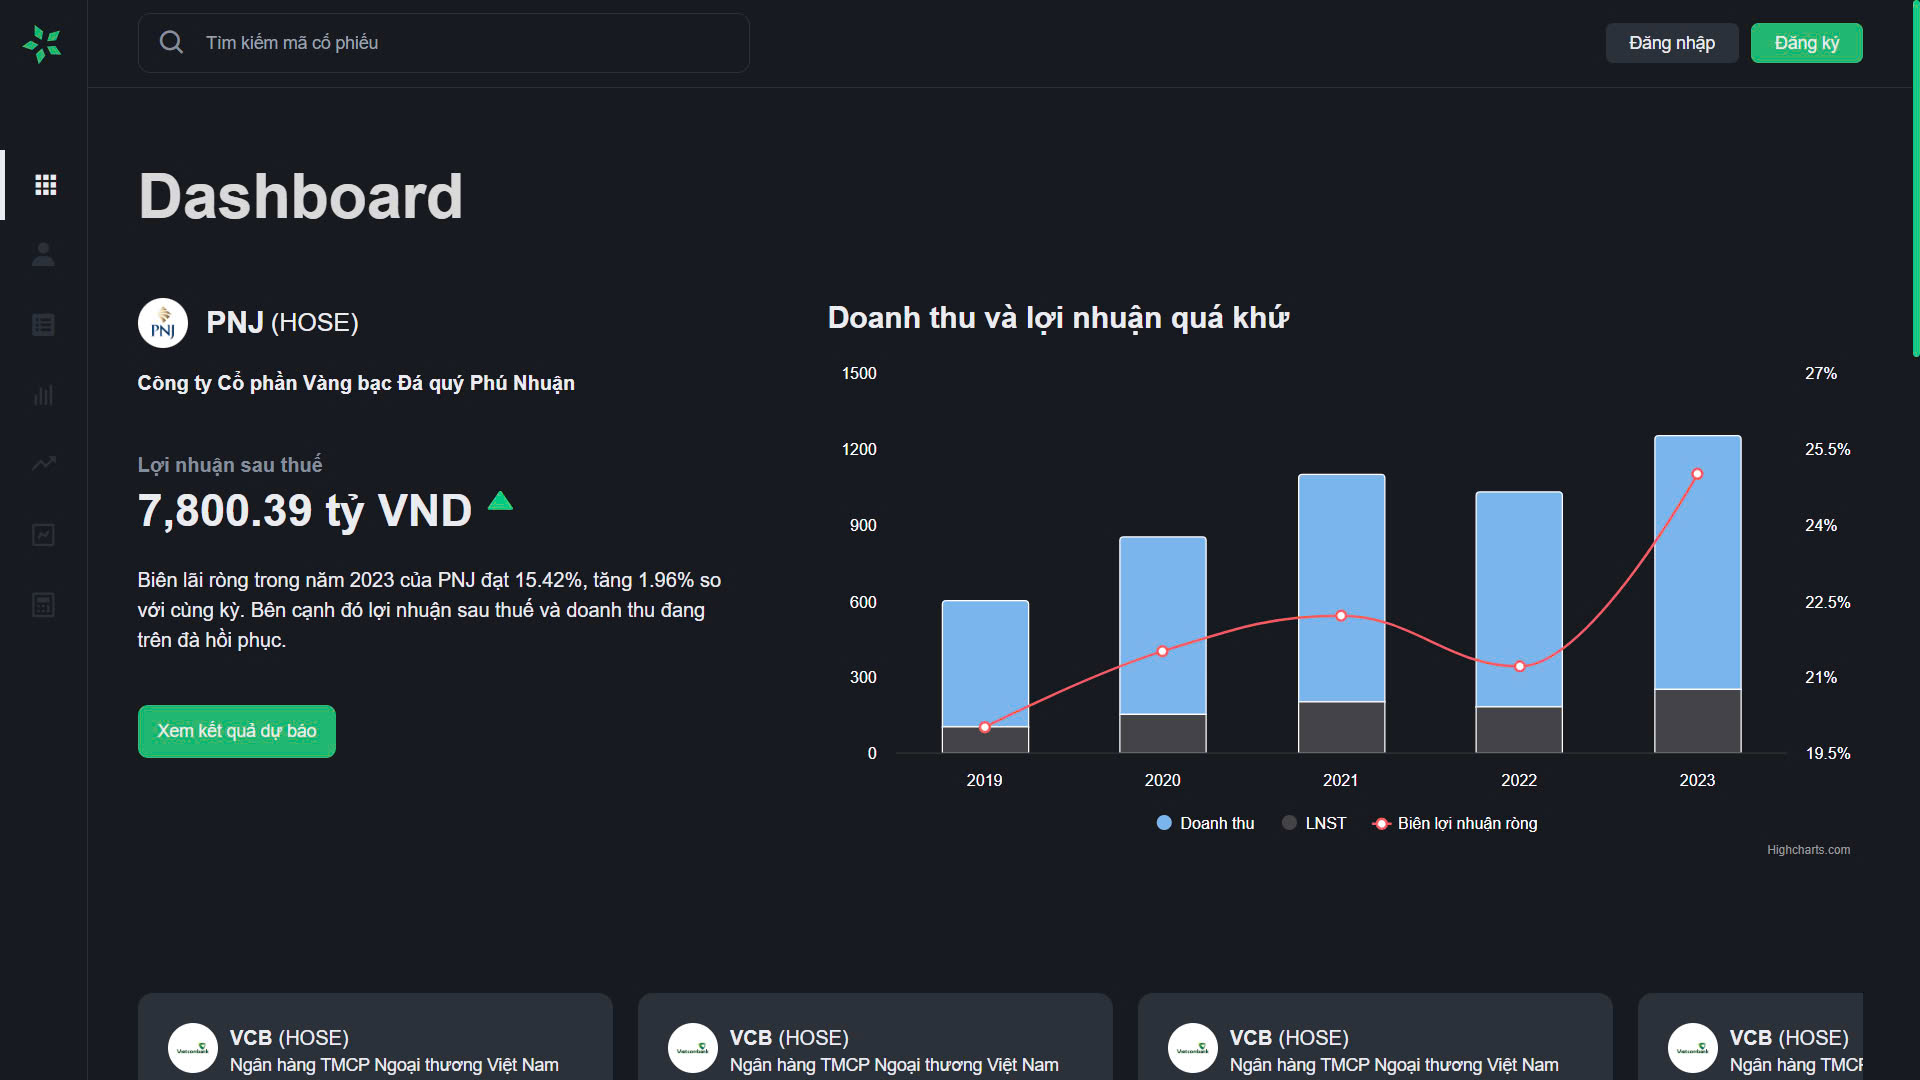 Tìm kiếm mã cổ phiếu
Đăng nhập
Đăng ký
Dashboard
PNJ
PNJ (HOSE)
Công ty Cổ phần Vàng bạc Đá quý Phú Nhuận
Lợi nhuận sau thuế
7,800.39 tỷ VND
Biên lãi ròng trong năm 2023 của PNJ đạt 15.42%, tăng 1.96% so
với cùng kỳ. Bên cạnh đó lợi nhuận sau thuế và doanh thu đang
trên đà hồi phục.
Xem kết quả dự báo
Doanh thu và lợi nhuận quá khứ
1500
1200
900
600
300
0
27%
25.5%
24%
22.5%
21%
19.5%
2019
2020
2021
2022
2023
Doanh thu
LNST
Biên lợi nhuận ròng
Highcharts.com
Vietcombank
VCB (HOSE)
Ngân hàng TMCP Ngoại thương Việt Nam
Vietcombank
VCB (HOSE)
Ngân hàng TMCP Ngoại thương Việt Nam
Vietcombank
VCB (HOSE)
Ngân hàng TMCP Ngoại thương Việt Nam
Vietcombank
VCB (HOSE)
Ngân hàng TMC